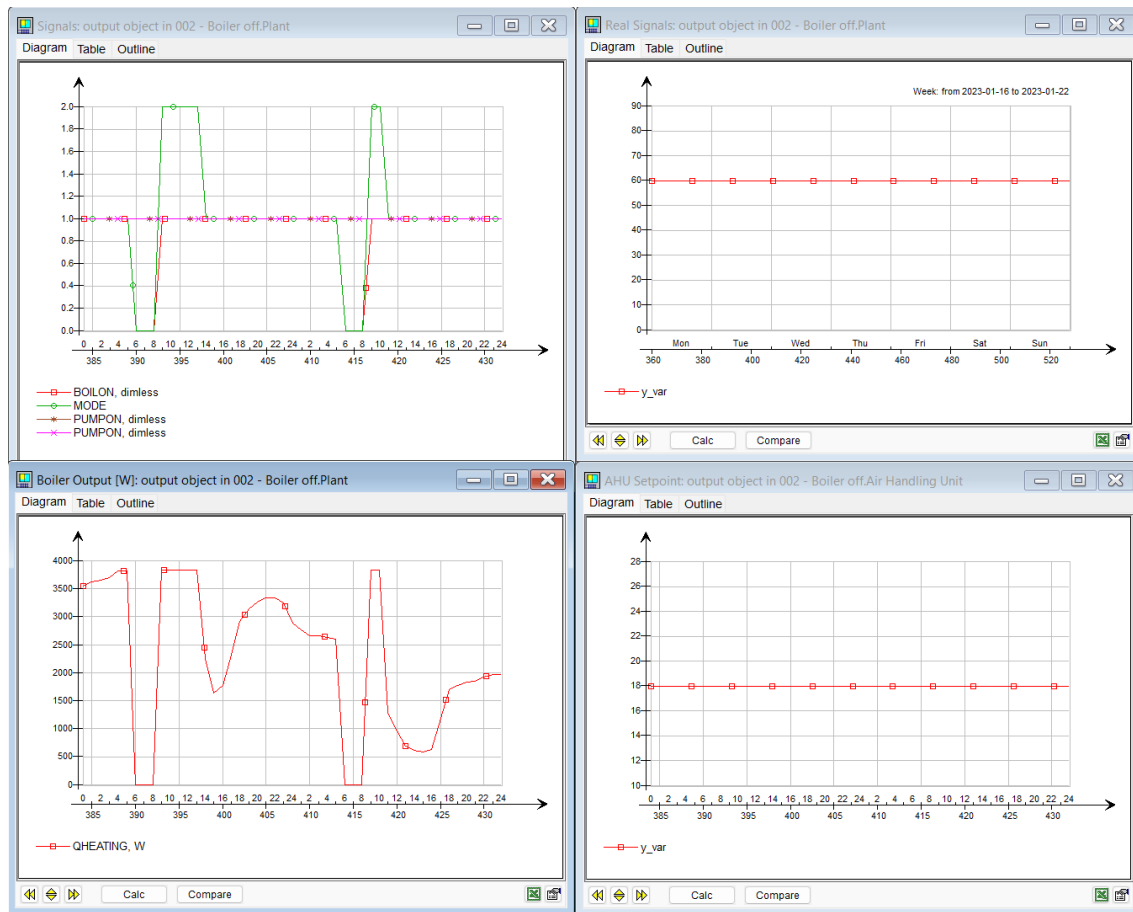 Signals: output object in 002 - Boiler off.Plant
Diagram Table Outline
2.0
1.8
1.6
1.4
1.2
1.0
0.8
0.6
0.4
0.2
0.0
0 2 4 6 8 10 12 14 16 18 20 22 24 2 4 6 8 10 12 14 16 18 20 22 24
385 390 395 400 405 410 415 420 425 430
BOILON, dimless
MODE
PUMPON, dimless
PUMPON, dimless
Real Signals: output object in 002 - Boiler off.Plant
Diagram Table Outline
Week: from 2023-01-16 to 2023-01-22
90
80
70
60
50
40
30
20
10
0
Mon Tue Wed Thu Fri Sat Sun
360 380 400 420 440 460 480 500 520
y_var
Calc Compare
Boiler Output [W]: output object in 002 - Boiler off.Plant
Diagram Table Outline
4000
3500
3000
2500
2000
1500
1000
500
0
0 2 4 6 8 10 12 14 16 18 20 22 24 2 4 6 8 10 12 14 16 18 20 22 24
385 390 395 400 405 410 415 420 425 430
QHEATING, W
Calc Compare
AHU Setpoint: output object in 002 - Boiler off.Air Handling Unit
Diagram Table Outline
28
26
24
22
20
18
16
14
12
10
0 2 4 6 8 10 12 14 16 18 20 22 24 2 4 6 8 10 12 14 16 18 20 22 24
385 390 395 400 405 410 415 420 425 430
y_var
Calc Compare